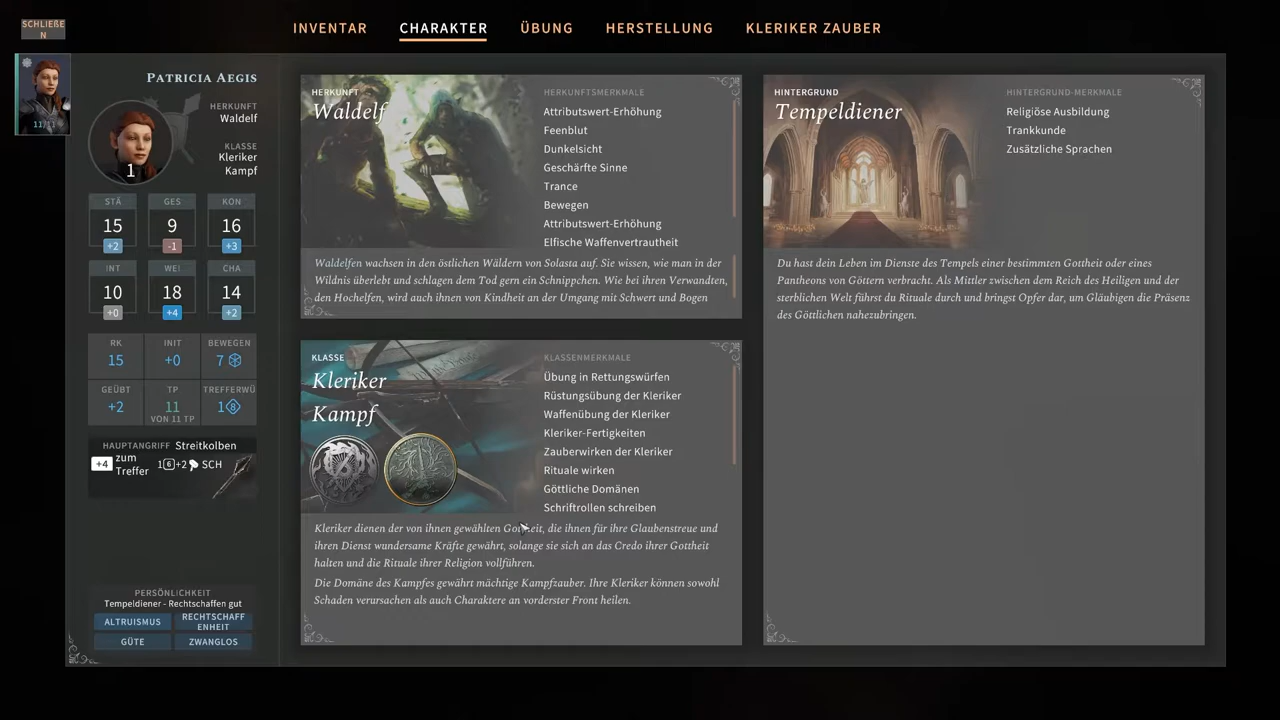 SCHLIEßE
N
INVENTAR
CHARAKTER
ÜBUNG
HERSTELLUNG
KLERIKER ZAUBER
11/11
PATRICIA AEGIS
HERKUNFT
Waldelf
KLASSE
Kleriker
Kampf
1
STÄ
GES
KON
15
9
16
+2
-1
+3
INT
WEI
CHA
10
18
14
+0
+4
+2
RK
INIT
BEWEGEN
15
+0
7
GEÜBT
TP
TREFFERWÜ
+2
11
1 8
VON 11 TP
HAUPTANGRIFF Streitkolben
+4 zum
Treffer
1 6 +2 SCH
PERSÖNLICHKEIT
Tempeldiener - Rechtschaffen gut
ALTRUISMUS
RECHTSCHAFF
ENHEIT
GÜTE
ZWANGLOS
HERKUNFT
Waldelf
HERKUNFTSMERKMALE
Attributswert-Erhöhung
Feenblut
Dunkelsicht
Geschärfte Sinne
Trance
Bewegen
Attributswert-Erhöhung
Elfische Waffenvertrautheit
Waldelfen wachsen in den östlichen Wäldern von Solasta auf. Sie wissen, wie man in der
Wildnis überlebt und schlagen dem Tod gern ein Schnippchen. Wie bei ihren Verwandten,
den Hochelfen, wird auch ihnen von Kindheit an der Umgang mit Schwert und Bogen
KLASSE
Kleriker
Kampf
KLASSENMERKMALE
Übung in Rettungswürfen
Rüstungsübung der Kleriker
Waffenübung der Kleriker
Kleriker-Fertigkeiten
Zauberwirken der Kleriker
Rituale wirken
Göttliche Domänen
Schriftrollen schreiben
Kleriker dienen der von ihnen gewählten Gottheit, die ihnen für ihre Glaubenstreue und
ihren Dienst wundersame Kräfte gewährt, solange sie sich an das Credo ihrer Gottheit
halten und die Rituale ihrer Religion vollführen.
Die Domäne des Kampfes gewährt mächtige Kampfzauber. Ihre Kleriker können sowohl
Schaden verursachen als auch Charaktere an vorderster Front heilen.
HINTERGRUND
Tempeldiener
HINTERGRUND-MERKMALE
Religiöse Ausbildung
Trankkunde
Zusätzliche Sprachen
Du hast dein Leben im Dienste des Tempels einer bestimmten Gottheit oder eines
Pantheons von Göttern verbracht. Als Mittler zwischen dem Reich des Heiligen und der
sterblichen Welt führst du Rituale durch und bringst Opfer dar, um Gläubigen die Präsenz
des Göttlichen nahezubringen.